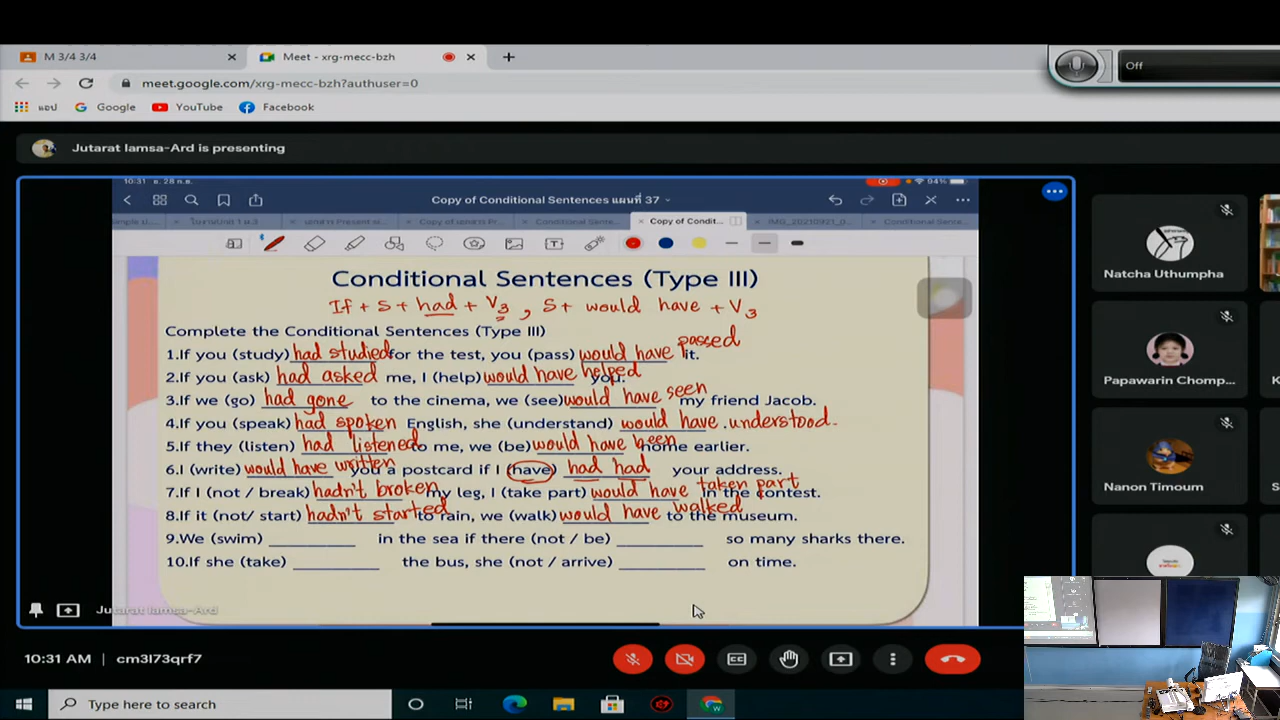 M 3/4 3/4
Meet - xrg-mecc-bzh
Off
meet.google.com/xrg-mecc-bzh?authuser=0
แอป Google YouTube Facebook
Jutarat Iamsa-Ard is presenting
10:31 อ. 28 ก.ย. 94%
Copy of Conditional Sentences แผนที่ 37
Copy of Condit...
Conditional Sentences (Type III)
If + S + had + V3 , S + would have + V3
Complete the Conditional Sentences (Type III)
1.If you (study) had studied for the test, you (pass) would have passed it.
2.If you (ask) had asked me, I (help) would have helped you.
3.If we (go) had gone to the cinema, we (see) would have seen my friend Jacob.
4.If you (speak) had spoken English, she (understand) would have understood.
5.If they (listen) had listened to me, we (be) would have been home earlier.
6.I (write) would have written you a postcard if I (have) had had your address.
7.If I (not / break) hadn't broken my leg, I (take part) would have taken part in the contest.
8.If it (not/ start) hadn't started to rain, we (walk) would have walked to the museum.
9.We (swim) __________ in the sea if there (not / be) __________ so many sharks there.
10.If she (take) __________ the bus, she (not / arrive) __________ on time.
Natcha Uthumpha
Papawarin Chomp...
Nanon Timoum
Jutarat Iamsa-Ard
10:31 AM | cm3l73qrf7
Type here to search